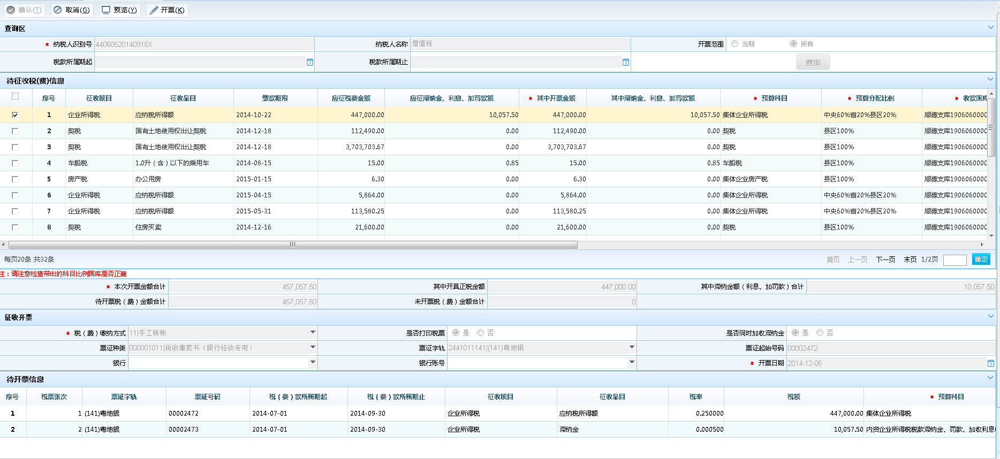 确认(T) 取消(G) 预览(Y) 开票(K)
查询区
* 纳税人识别号 44060520140915X 纳税人名称 增值税 开票范围 当期 所有
税款所属期起 税款所属期止 查询
待征收税(费)信息
序号 征收项目 征收品目 缴款期限 应征税费金额 应征滞纳金、利息、加罚款额 * 其中开票金额 其中滞纳金、利息、加罚款额 * 预算科目 * 预算分配比例 * 收款国库
1 企业所得税 应纳税所得额 2014-10-22 447,000.00 10,057.50 447,000.00 10,057.50 集体企业所得税 中央60%省20%县区20% 顺德支库1906060000
2 契税 国有土地使用权出让契税 2014-12-18 112,490.00 0.00 112,490.00 0.00 契税 县区100% 顺德支库1906060000
3 契税 国有土地使用权出让契税 2014-12-18 3,703,703.67 0.00 3,703,703.67 0.00 契税 县区100% 顺德支库1906060000
4 车船税 1.0升（含）以下的乘用车 2014-08-15 15.00 0.85 15.00 0.85 车船税 县区100% 顺德支库1906060000
5 房产税 办公用房 2015-01-15 6.30 0.00 6.30 0.00 集体企业房产税 县区100% 顺德支库1906060000
6 企业所得税 应纳税所得额 2015-04-15 5,864.00 0.00 5,864.00 0.00 集体企业所得税 中央60%省20%县区20% 顺德支库1906060000
7 企业所得税 应纳税所得额 2015-05-31 113,580.25 0.00 113,580.25 0.00 集体企业所得税 中央60%省20%县区20% 顺德支库1906060000
8 契税 住房买卖 2014-12-16 21,600.00 0.00 21,600.00 0.00 契税 县区100% 顺德支库1906060000
每页20条 共32条 首页 上一页 下一页 末页 1/2页 确定
注：请注意检查带出的科目比例国库是否正确
* 本次开票金额合计 457,057.50 其中开具正税金额 447,000.00 其中滞纳金额（利息、加罚款）合计 10,057.50
待开票税（费）金额合计 457,057.50 未开票税（费）金额合计 0
征收开票
* 税（费）缴纳方式 11|手工转帐 是否打印税票 是 否 是否同时加收滞纳金 是 否
票证种类 000001011|税收缴款书（银行经收专用） 票证字轨 2441011141|(141)粤地银 票证起始号码 00002472
银行 银行账号 * 开票日期 2014-12-06
待开票信息
序号 税票张次 票证字轨 票证号码 税（费）款所属期起 税（费）款所属期止 征收项目 征收品目 税率 税额 * 预算科目
1 1 (141)粤地银 00002472 2014-07-01 2014-09-30 企业所得税 应纳税所得额 0.250000 447,000.00 集体企业所得税
2 2 (141)粤地银 00002473 2014-07-01 2014-09-30 企业所得税 滞纳金 0.000500 10,057.50 内资企业所得税税款滞纳金、罚款、加收利息